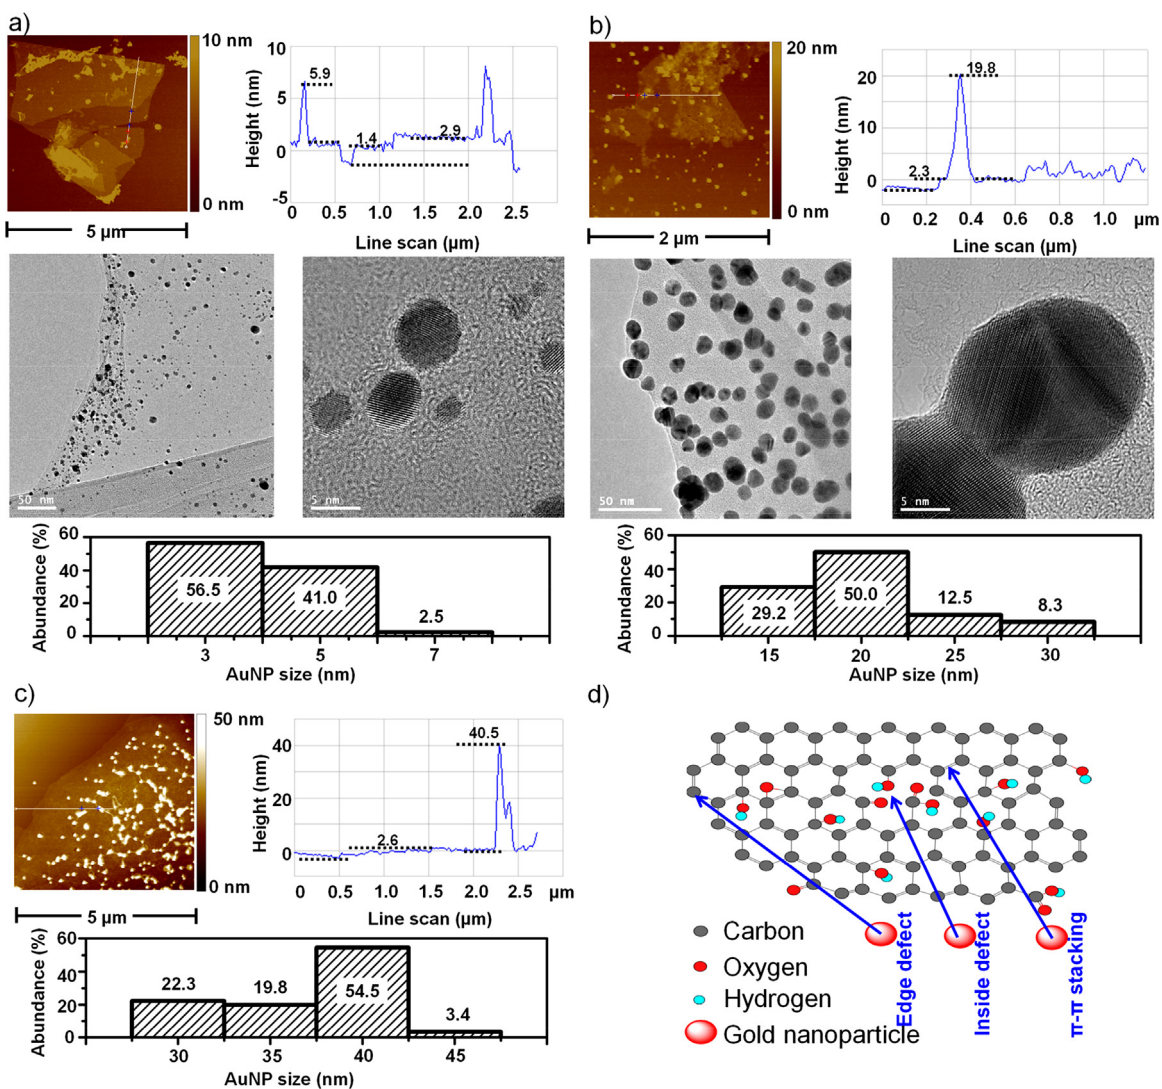 a)
10 nm
0 nm
5 µm
Height (nm)
10
5
0
-5
5.9
1.4
2.9
0 0.5 1.0 1.5 2.0 2.5
Line scan (µm)
b)
20 nm
0 nm
2 µm
Height (nm)
20
10
0
19.8
2.3
0 0.2 0.4 0.6 0.8 1.0 µm
Line scan (µm)
50 nm
5 nm
50 nm
5 nm
Abundance (%)
60
40
20
0
56.5
41.0
2.5
3 5 7
AuNP size (nm)
Abundance (%)
60
40
20
0
29.2
50.0
12.5
8.3
15 20 25 30
AuNP size (nm)
c)
50 nm
0 nm
5 µm
Height (nm)
40
20
0
40.5
2.6
0 0.5 1.0 1.5 2.0 2.5 µm
Line scan (µm)
Abundance (%)
60
40
20
0
22.3
19.8
54.5
3.4
30 35 40 45
AuNP size (nm)
d)
Carbon
Oxygen
Hydrogen
Gold nanoparticle
Edge defect
Inside defect
π-π stacking